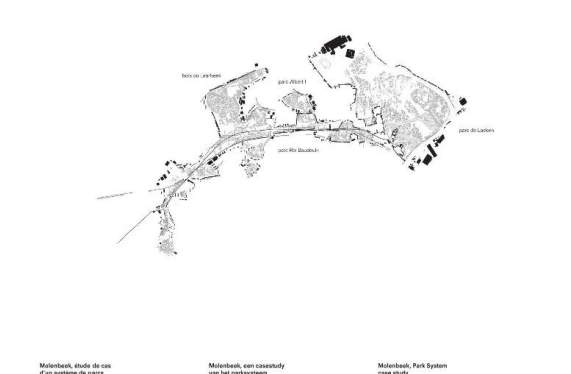 bois du Laarbeek
parc Albert I
parc de Laeken
parc Roi Baudouin
Molenbeek, étude de cas
d'un système de parcs
Molenbeek, een casestudy
van het parksysteem
Molenbeek, Park System
case study